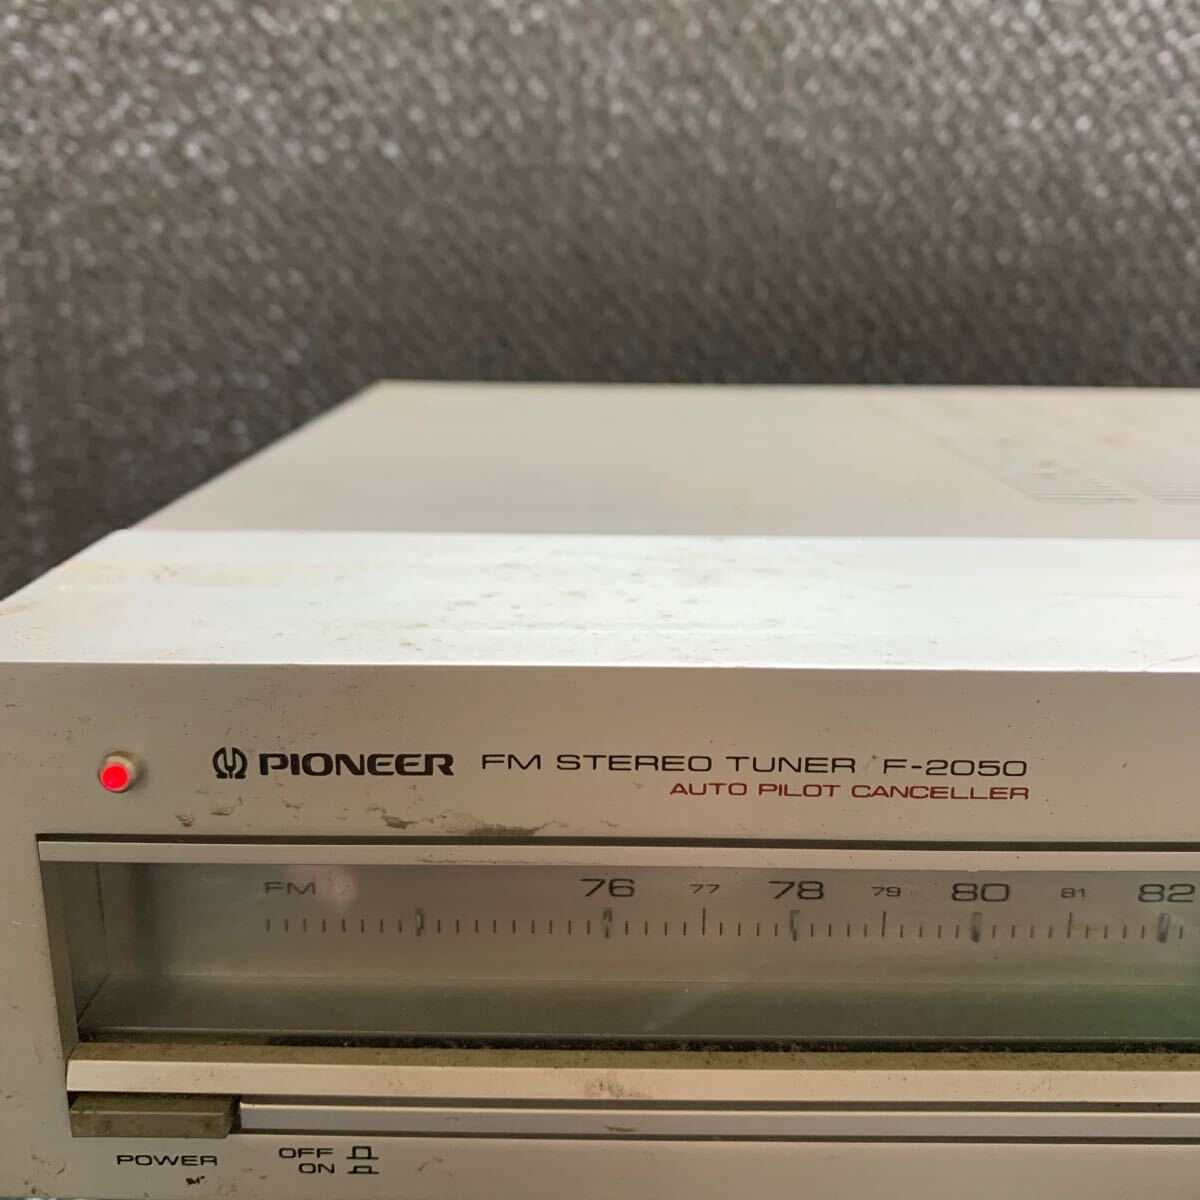 PIONEER FM STEREO TUNER F-2050
AUTO PILOT CANCELLER
FM 76 77 78 79 80 81 82
POWER OFF
ON